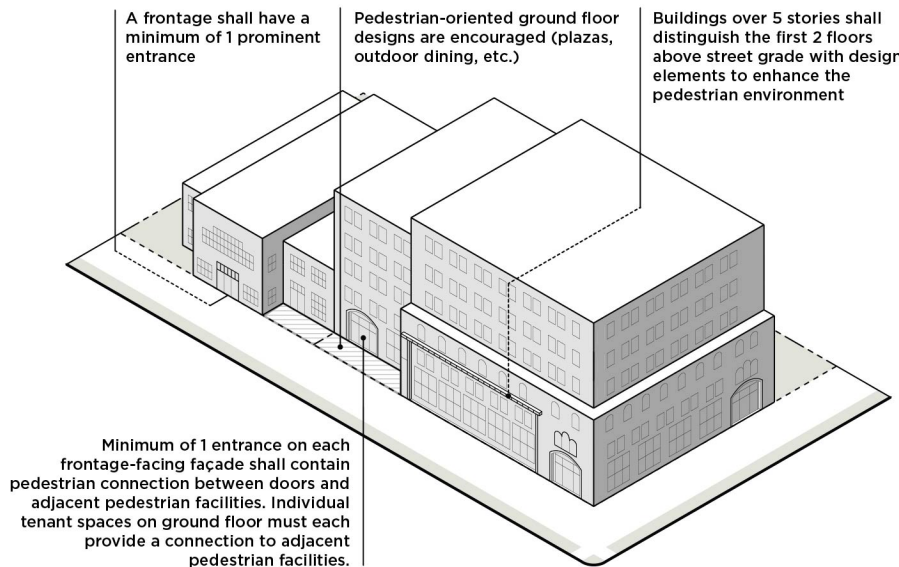 A frontage shall have a
minimum of 1 prominent
entrance
Pedestrian-oriented ground floor
designs are encouraged (plazas,
outdoor dining, etc.)
Buildings over 5 stories shall
distinguish the first 2 floors
above street grade with design
elements to enhance the
pedestrian environment
Minimum of 1 entrance on each
frontage-facing façade shall contain
pedestrian connection between doors and
adjacent pedestrian facilities. Individual
tenant spaces on ground floor must each
provide a connection to adjacent
pedestrian facilities.